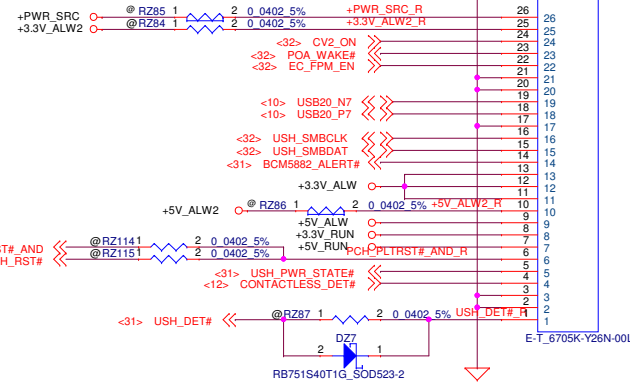 +PWR_SRC @ RZ85 1 2 0_0402_5% +PWR_SRC_R 26 26
+3.3V_ALW2 @ RZ84 1 2 0_0402_5% +3.3V_ALW2_R 25 25
<32> CV2_ON 24 24
<32> POA_WAKE# 23 23
<32> EC_FPM_EN 22 22
21 21
20 20
<10> USB20_N7 19 19
<10> USB20_P7 18 18
17 17
<32> USH_SMBCLK 16 16
<32> USH_SMBDAT 15 15
<31> BCM5882_ALERT# 14 14
13 13
+3.3V_ALW 12 12
11 11
+5V_ALW2 @ RZ86 1 2 0_0402_5% +5V_ALW2_R 10 10
+5V_ALW 9 9
+3.3V_RUN 8 8
ST#_AND @ RZ114 1 2 0_0402_5% +5V_RUN 7 7
H_RST# @ RZ115 1 2 0_0402_5% PCH_PLTRST#_AND_R 6 6
<31> USH_PWR_STATE# 5 5
<12> CONTACTLESS_DET# 4 4
3 3
2 2
<31> USH_DET# @RZ87 1 2 0_0402_5% USH_DET#_R 1 1
E-T_6705K-Y26N-00L
DZ7
2 1
RB751S40T1G_SOD523-2